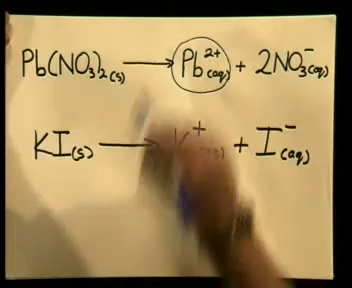 Pb(NO₃)₂(s) ⟶ Pb²⁺(aq) + 2NO₃⁻(aq)
KI(s) ⟶ + I⁻(aq)